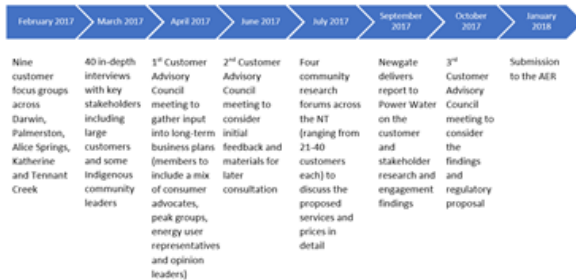 February 2017
March 2017
April 2017
June 2017
July 2017
September
2017
October
2017
January
2018
Nine
customer
focus groups
across
Darwin,
Palmerston,
Alice Springs,
Katherine
and Tennant
Creek
40 in-depth
interviews
with key
stakeholders
including
large
customers
and some
Indigenous
community
leaders
1st Customer
Advisory
Council
meeting to
gather input
into long-term
business plans
(members to
include a mix
of consumer
advocates,
peak groups,
energy user
representatives
and opinion
leaders)
2nd Customer
Advisory
Council
meeting to
consider
initial
feedback and
materials for
later
consultation
Four
community
research
forums across
the NT
(ranging from
21-40
customers
each) to
discuss the
proposed
services and
prices in
detail
Newgate
delivers
report to
Power Water
on the
customer
and
stakeholder
research and
engagement
findings
3rd
Customer
Advisory
Council
meeting to
consider
the
findings
and
regulatory
proposal
Submission
to the AER